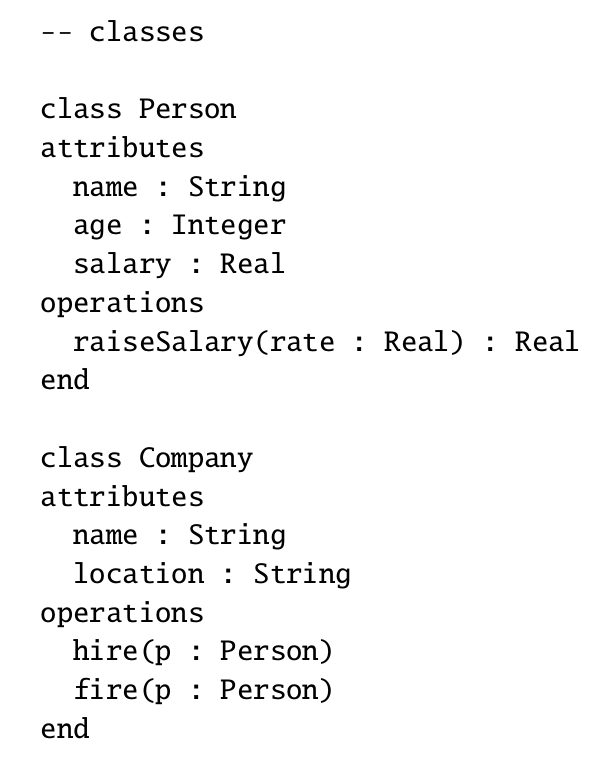 -- classes
class Person
attributes
name : String
age : Integer
salary : Real
operations
raiseSalary(rate : Real) : Real
end
class Company
attributes
name : String
location : String
operations
hire(p : Person)
fire(p : Person)
end